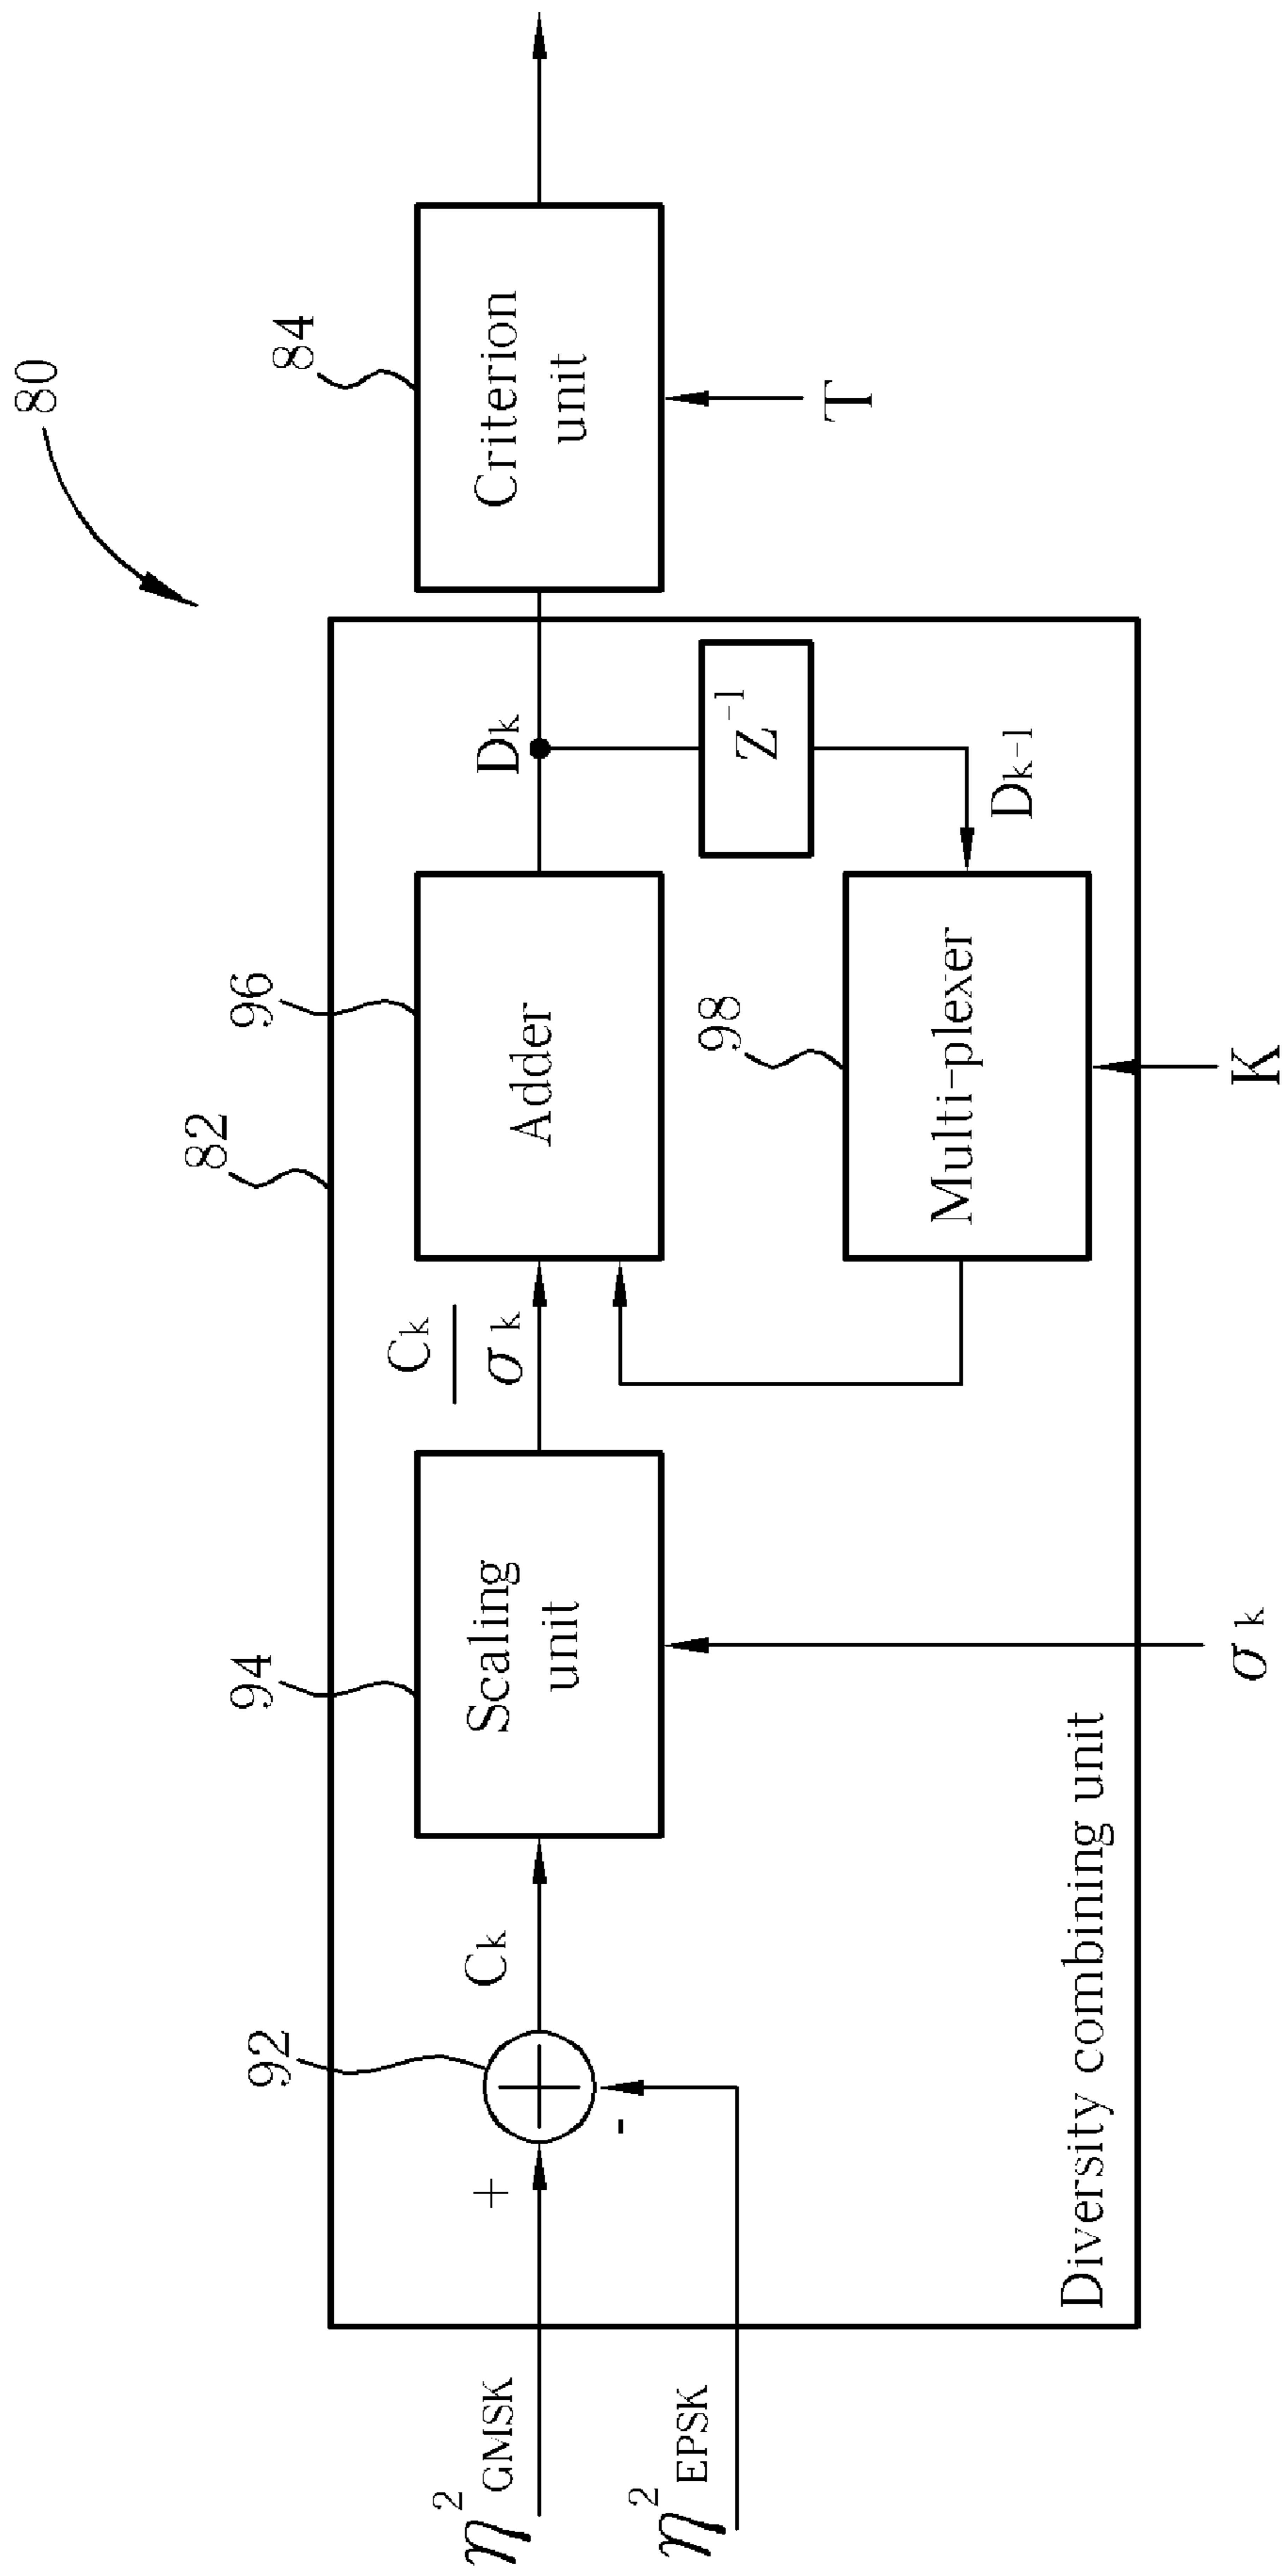 80
82
84
92
94
96
98
η²GMSK
η²EPSK
+
-
Ck
Scaling
unit
σk
Ck
σk
Adder
Dk
Z⁻¹
Dk-1
Multi-plexer
K
Criterion
unit
T
Diversity combining unit